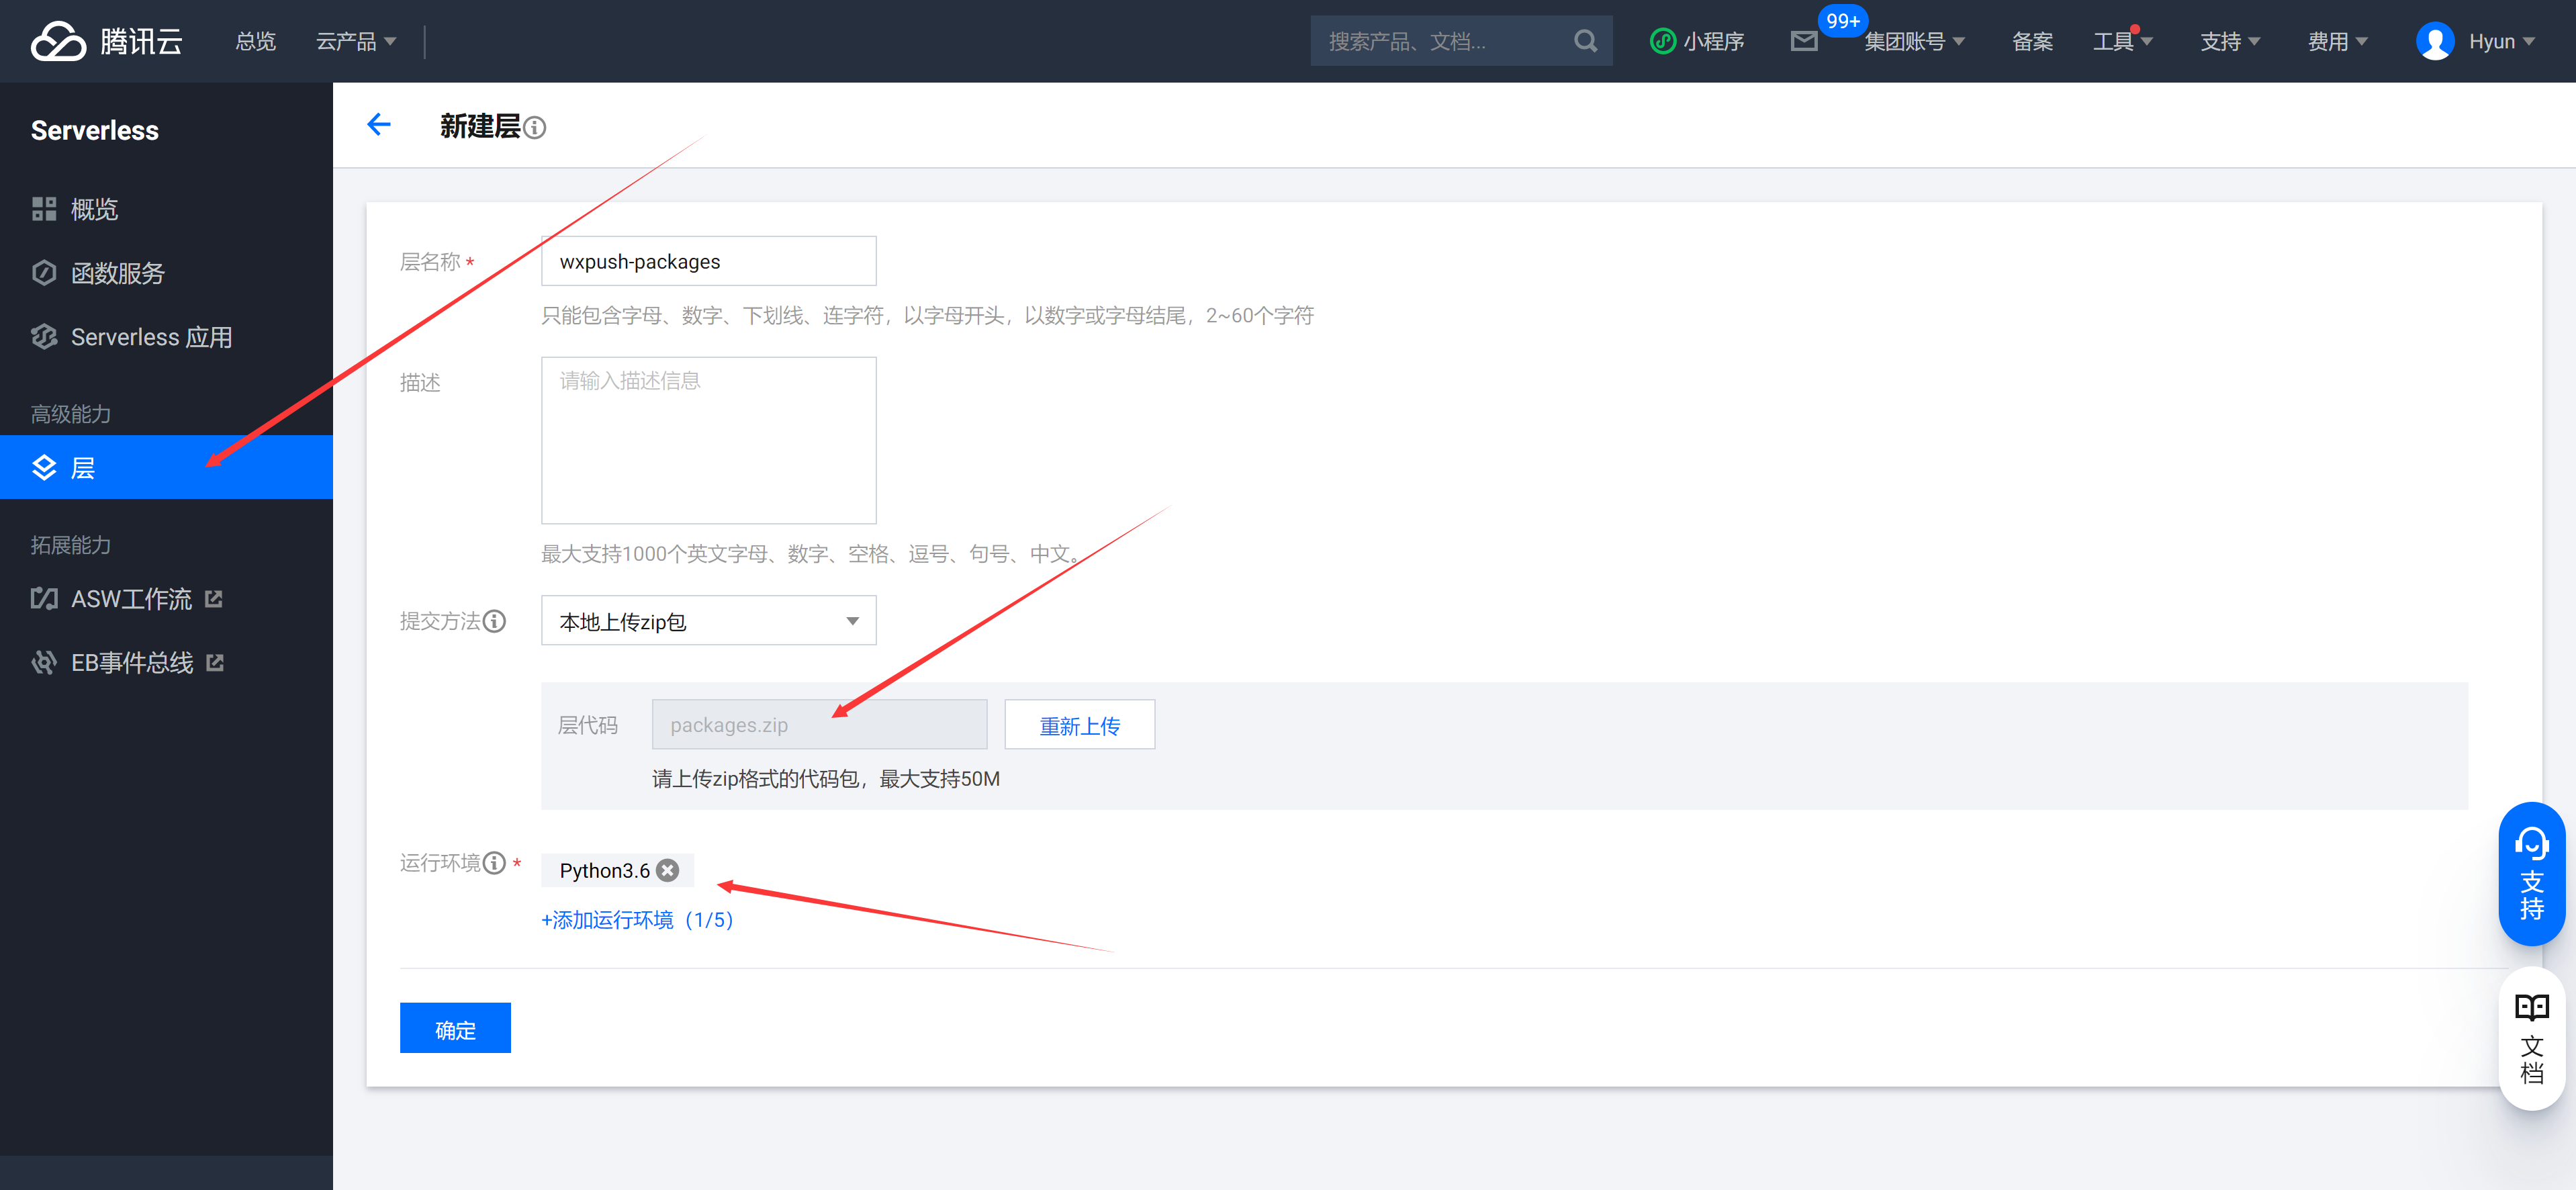 腾讯云
总览
云产品
搜索产品、文档...
小程序
99+
集团账号
备案
工具
支持
费用
Hyun
Serverless
概览
函数服务
Serverless 应用
高级能力
层
拓展能力
ASW工作流
EB事件总线
新建层
层名称 *
wxpush-packages
只能包含字母、数字、下划线、连字符，以字母开头，以数字或字母结尾，2~60个字符
描述
请输入描述信息
最大支持1000个英文字母、数字、空格、逗号、句号、中文。
提交方法
本地上传zip包
层代码
packages.zip
重新上传
请上传zip格式的代码包，最大支持50M
运行环境 *
Python3.6
+添加运行环境（1/5）
确定
支持
文档